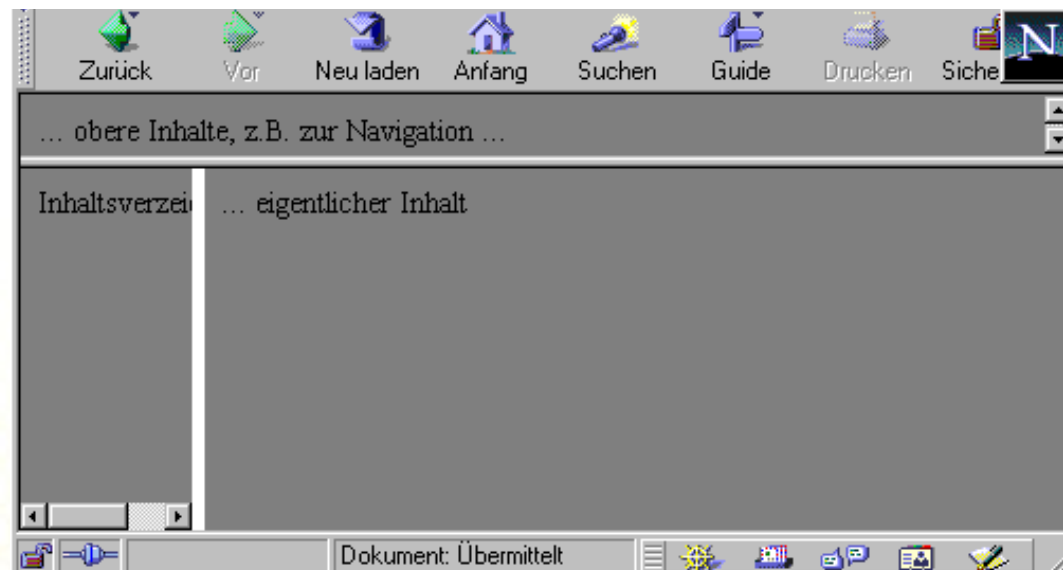 Zurück Vor Neu laden Anfang Suchen Guide Drucken Siche N
... obere Inhalte, z.B. zur Navigation ...
Inhaltsverzei ... eigentlicher Inhalt
Dokument: Übermittelt